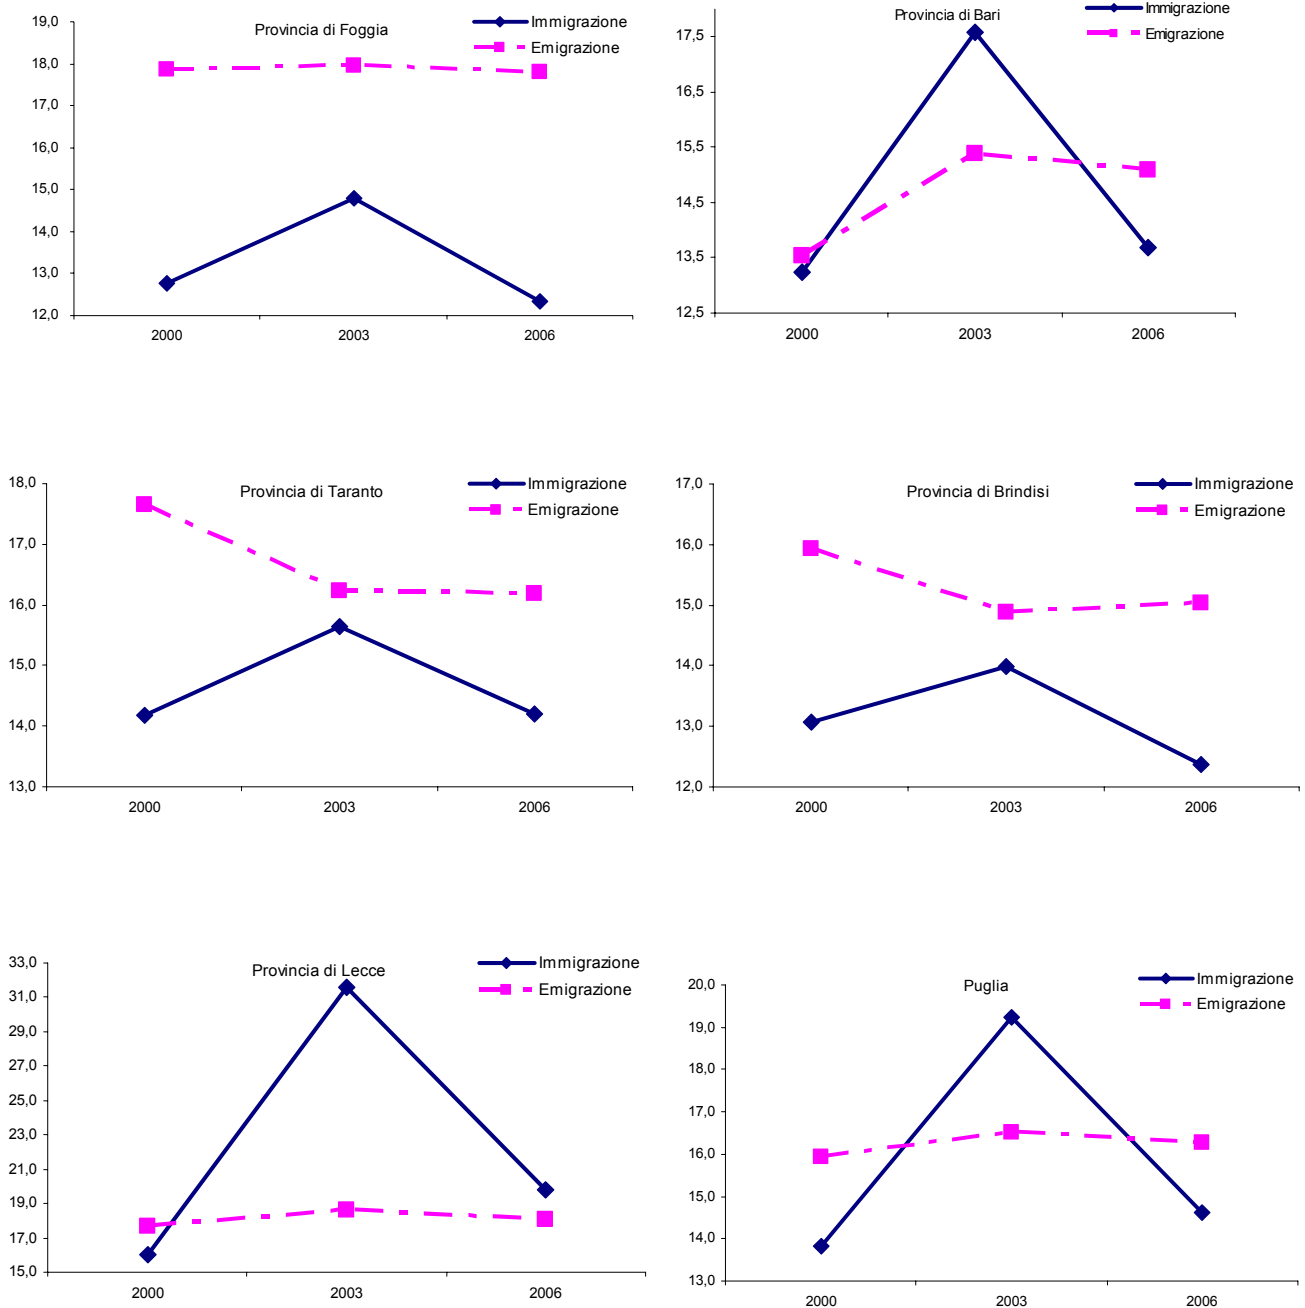 Provincia di Foggia
Immigrazione
Emigrazione
19,0
18,0
17,0
16,0
15,0
14,0
13,0
12,0
2000 2003 2006
Provincia di Bari
Immigrazione
Emigrazione
17,5
16,5
15,5
14,5
13,5
12,5
2000 2003 2006
Provincia di Taranto
Immigrazione
Emigrazione
18,0
17,0
16,0
15,0
14,0
13,0
2000 2003 2006
Provincia di Brindisi
Immigrazione
Emigrazione
17,0
16,0
15,0
14,0
13,0
12,0
2000 2003 2006
Provincia di Lecce
Immigrazione
Emigrazione
33,0
31,0
29,0
27,0
25,0
23,0
21,0
19,0
17,0
15,0
2000 2003 2006
Puglia
Immigrazione
Emigrazione
20,0
19,0
18,0
17,0
16,0
15,0
14,0
13,0
2000 2003 2006